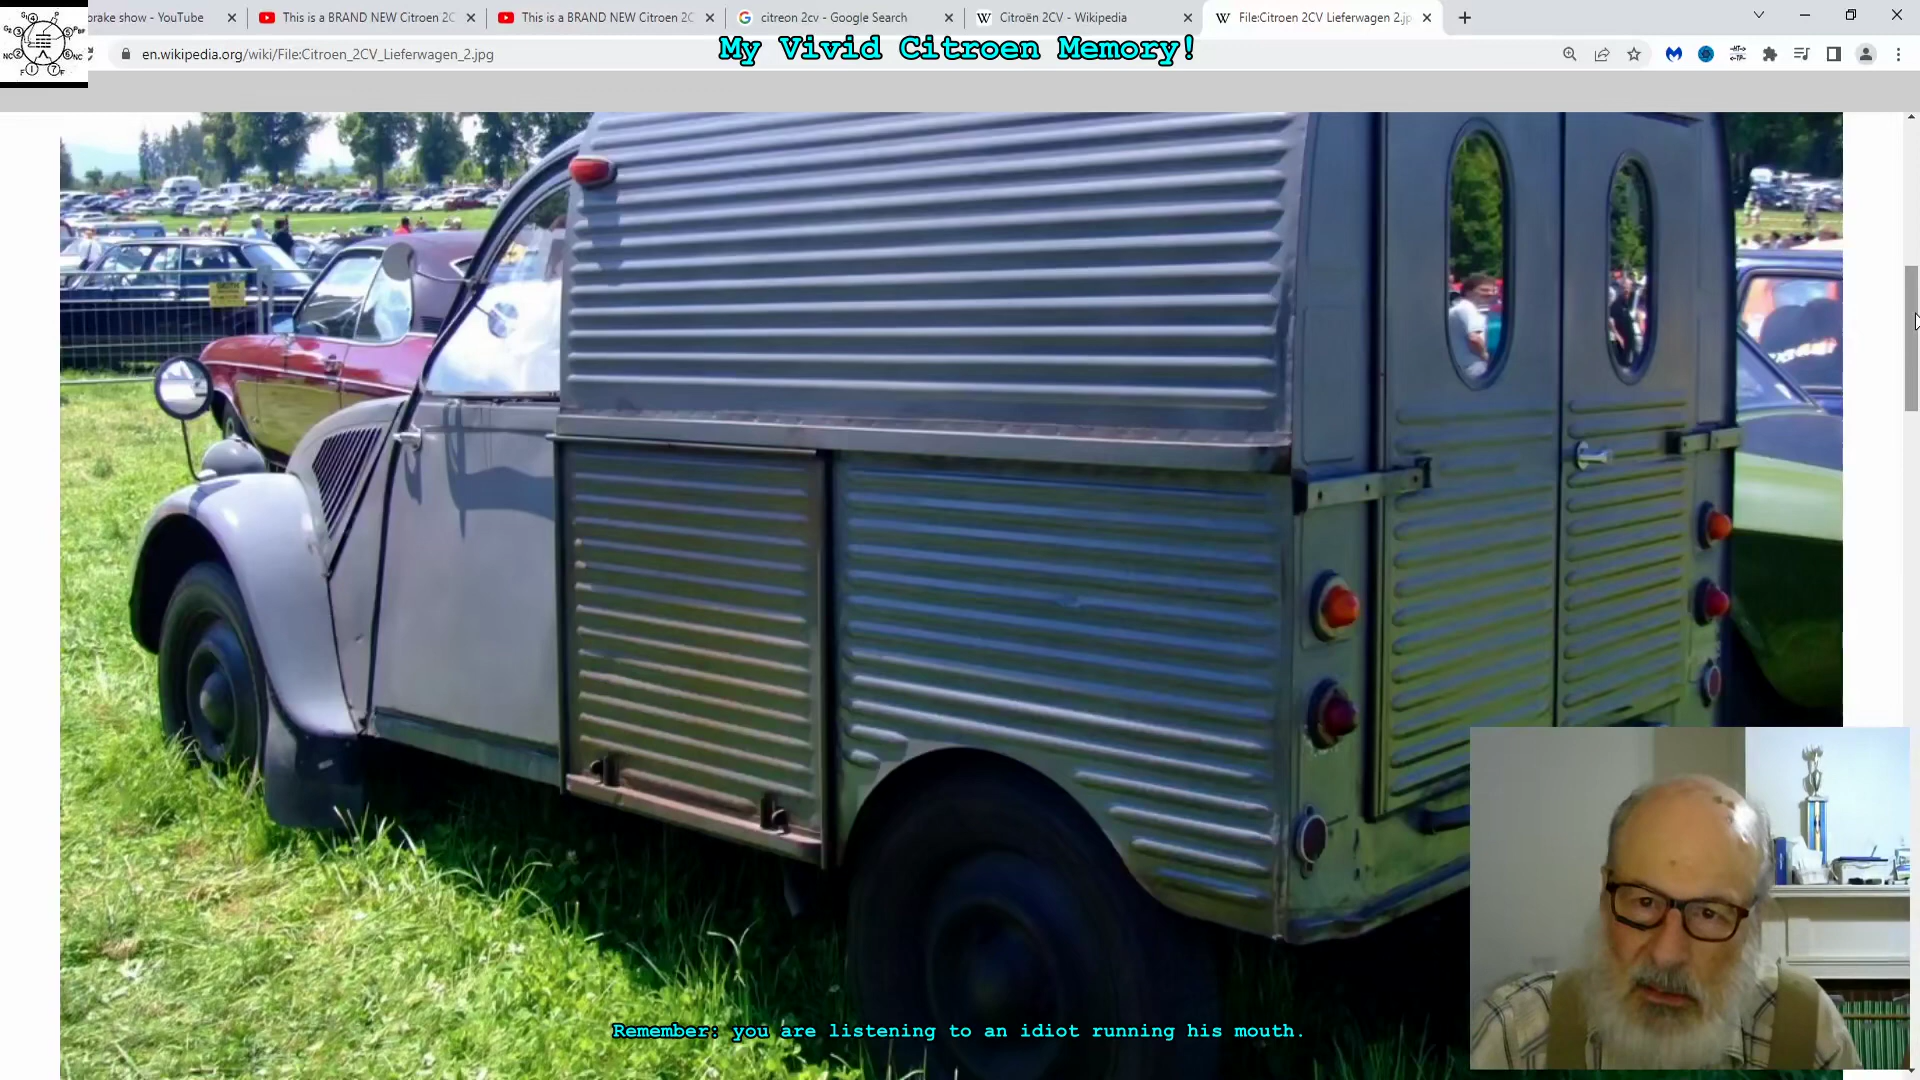 brake show - YouTube
This is a BRAND NEW Citroen 2C
This is a BRAND NEW Citroen 2C
citreon 2cv - Google Search
Citroën 2CV - Wikipedia
File:Citroen 2CV Lieferwagen 2.jp
en.wikipedia.org/wiki/File:Citroen_2CV_Lieferwagen_2.jpg
My Vivid Citroen Memory!
Remember: you are listening to an idiot running his mouth.